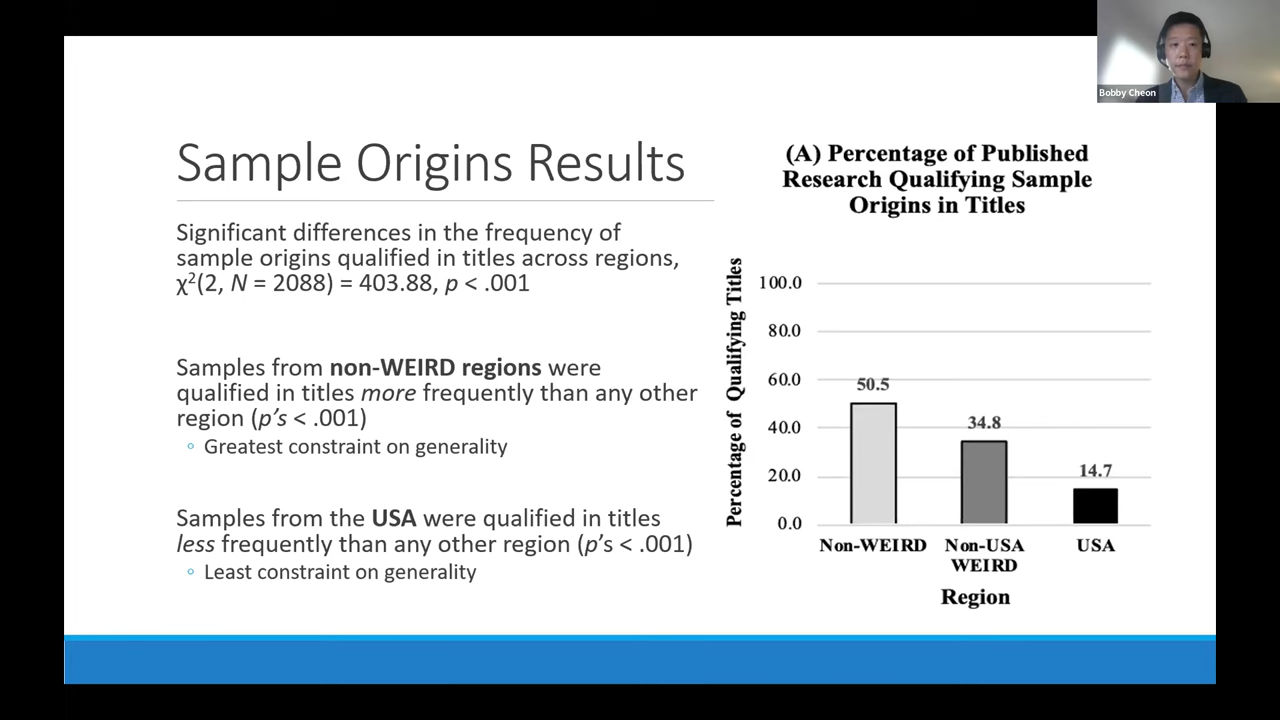 Bobby Cheon
Sample Origins Results
Significant differences in the frequency of
sample origins qualified in titles across regions,
χ²(2, N = 2088) = 403.88, p < .001
Samples from non-WEIRD regions were
qualified in titles more frequently than any other
region (p’s < .001)
◦ Greatest constraint on generality
Samples from the USA were qualified in titles
less frequently than any other region (p’s < .001)
◦ Least constraint on generality
(A) Percentage of Published
Research Qualifying Sample
Origins in Titles
Percentage of Qualifying Titles
100.0
80.0
60.0
40.0
20.0
0.0
50.5
34.8
14.7
Non-WEIRD
Non-USA
WEIRD
USA
Region